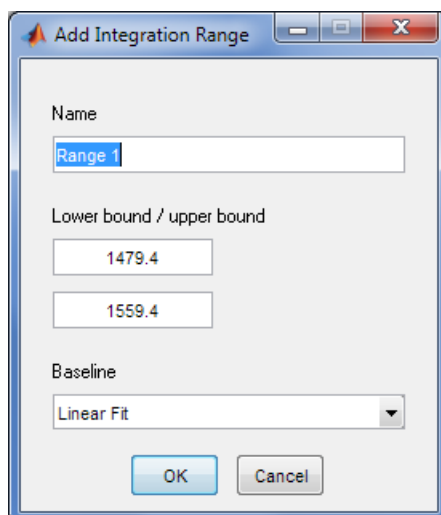 Add Integration Range
Name
Range 1
Lower bound / upper bound
1479.4
1559.4
Baseline
Linear Fit
OK Cancel